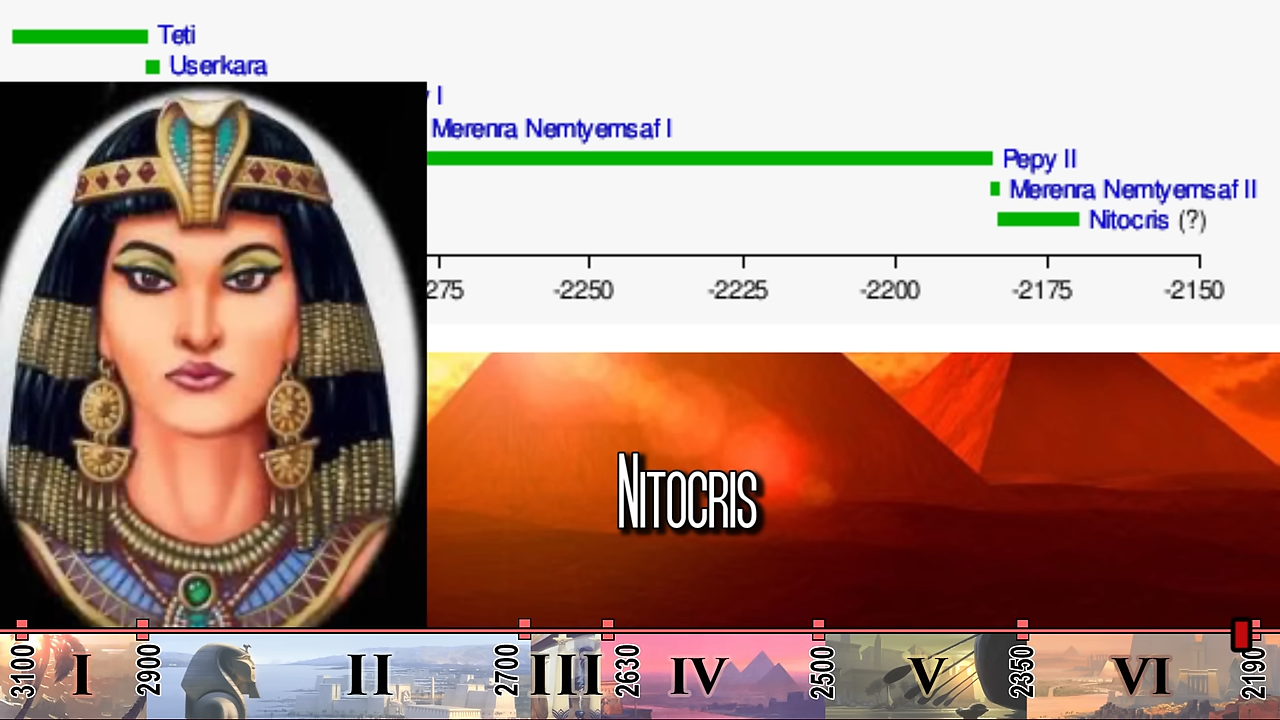 Teti
Userkara
I
Merenra Nemtyemsaf I
Pepy II
Merenra Nemtyemsaf II
Nitocris (?)
275 -2250 -2225 -2200 -2175 -2150
NITOCRIS
3100 I 2900 II 2700 III 2630 IV 2500 V 2350 VI 2190